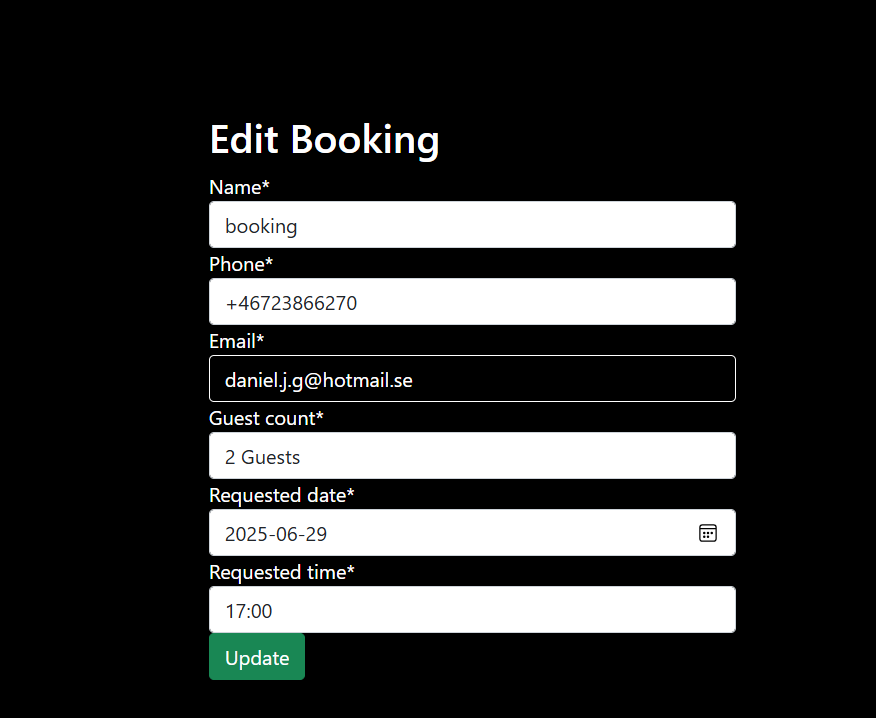 Edit Booking
Name*
booking
Phone*
+46723866270
Email*
daniel.j.g@hotmail.se
Guest count*
2 Guests
Requested date*
2025-06-29
Requested time*
17:00
Update